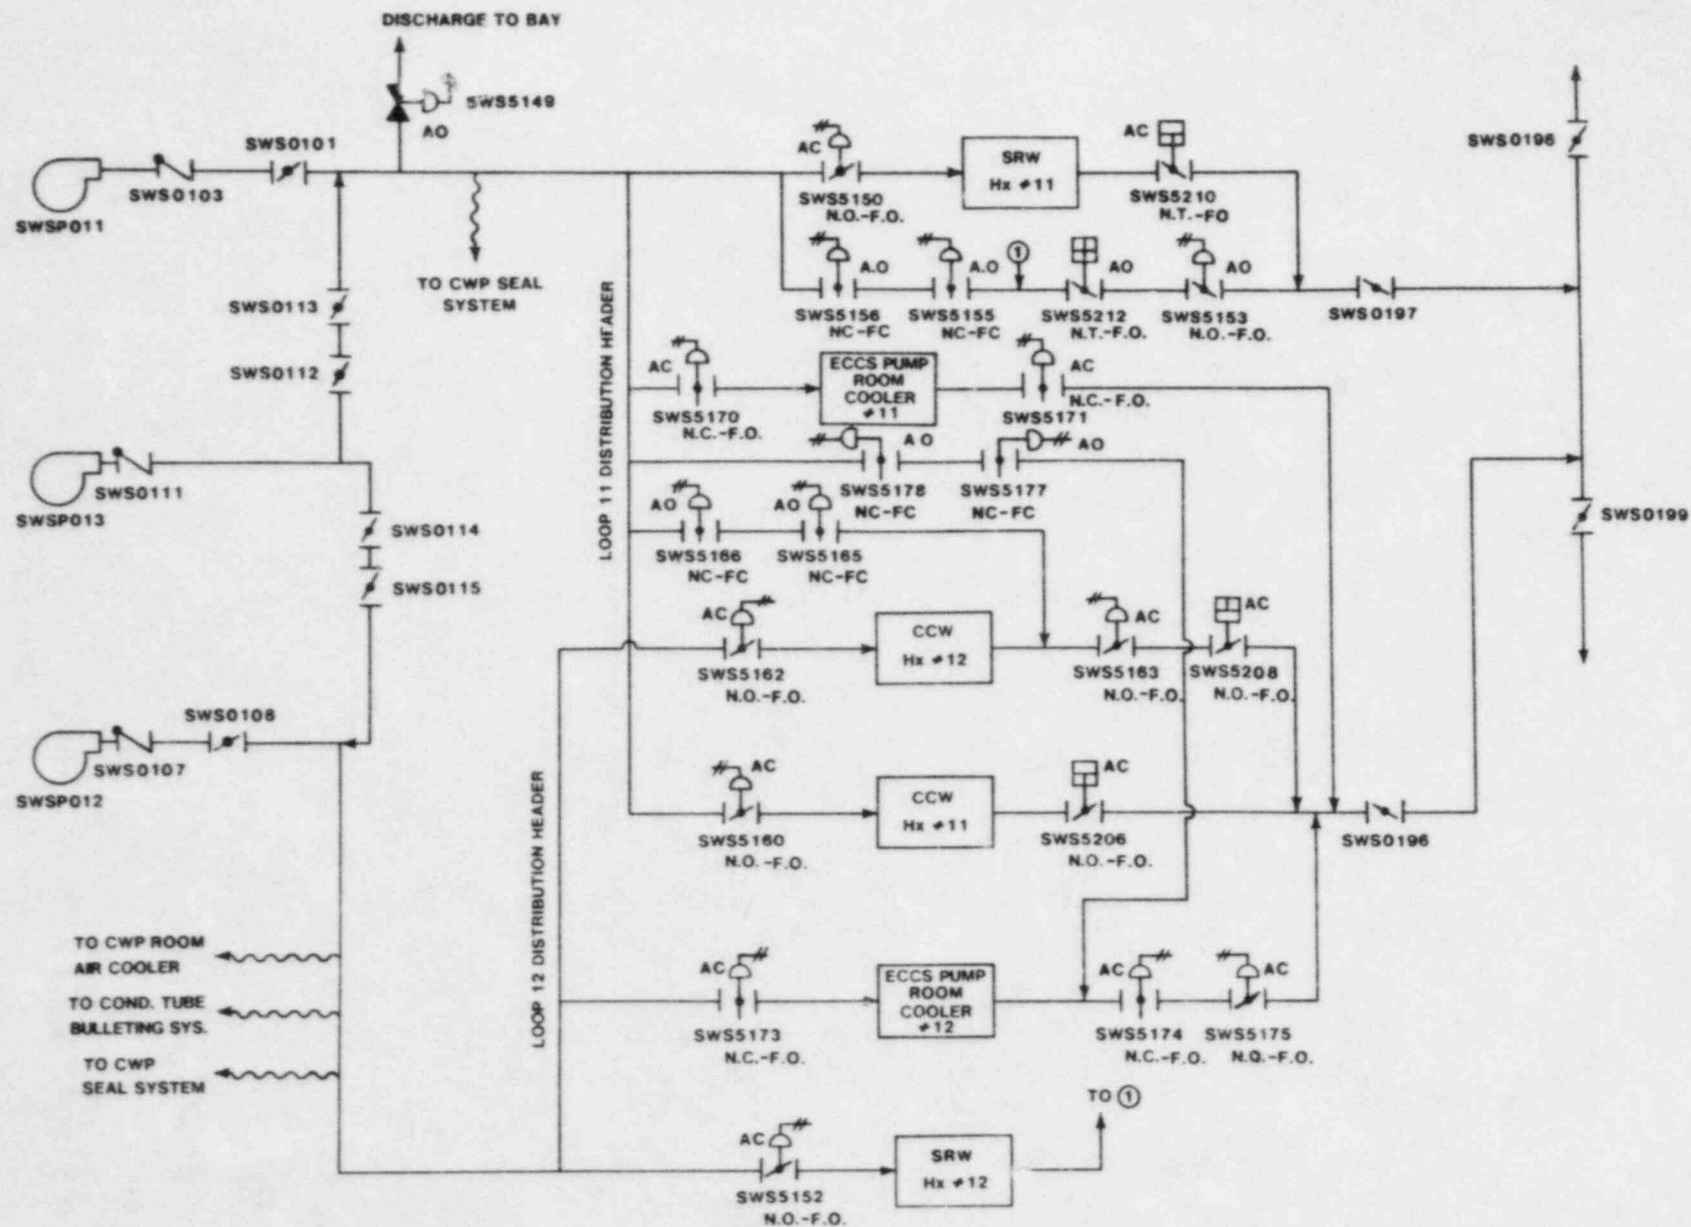 DISCHARGE TO BAY
SWS5149
AO
SWS0101
SWS0103
SWSP011
TO CWP SEAL
SYSTEM
SWS0113
SWS0112
SWS0111
SWSP013
SWS0114
SWS0115
SWS0108
SWS0107
SWSP012
TO CWP ROOM
AIR COOLER
TO COND. TUBE
BULLETING SYS.
TO CWP
SEAL SYSTEM
LOOP 11 DISTRIBUTION HEADER
LOOP 12 DISTRIBUTION HEADER
AC
SWS5150
N.O.-F.O.
SRW
Hx #11
AC
SWS5210
N.T.-FO
A.O
SWS5156
NC-FC
A.O
SWS5155
NC-FC
1
AO
SWS5212
N.T.-F.O.
AO
SWS5153
N.O.-F.O.
SWS0197
SWS0196
SWS0199
AC
SWS5170
N.C.-F.O.
ECCS PUMP
ROOM
COOLER
#11
AC
SWS5171
N.C.-F.O.
AO
SWS5178
NC-FC
AO
SWS5177
NC-FC
AO
SWS5166
NC-FC
AO
SWS5165
NC-FC
AC
SWS5162
N.O.-F.O.
CCW
Hx #12
AC
SWS5163
N.O.-F.O.
AC
SWS5208
N.O.-F.O.
AC
SWS5160
N.O.-F.O.
CCW
Hx #11
AC
SWS5206
N.O.-F.O.
SWS0196
AC
SWS5173
N.C.-F.O.
ECCS PUMP
ROOM
COOLER
#12
AC
SWS5174
N.C.-F.O.
AC
SWS5175
N.O.-F.O.
TO 1
AC
SWS5152
N.O.-F.O.
SRW
Hx #12